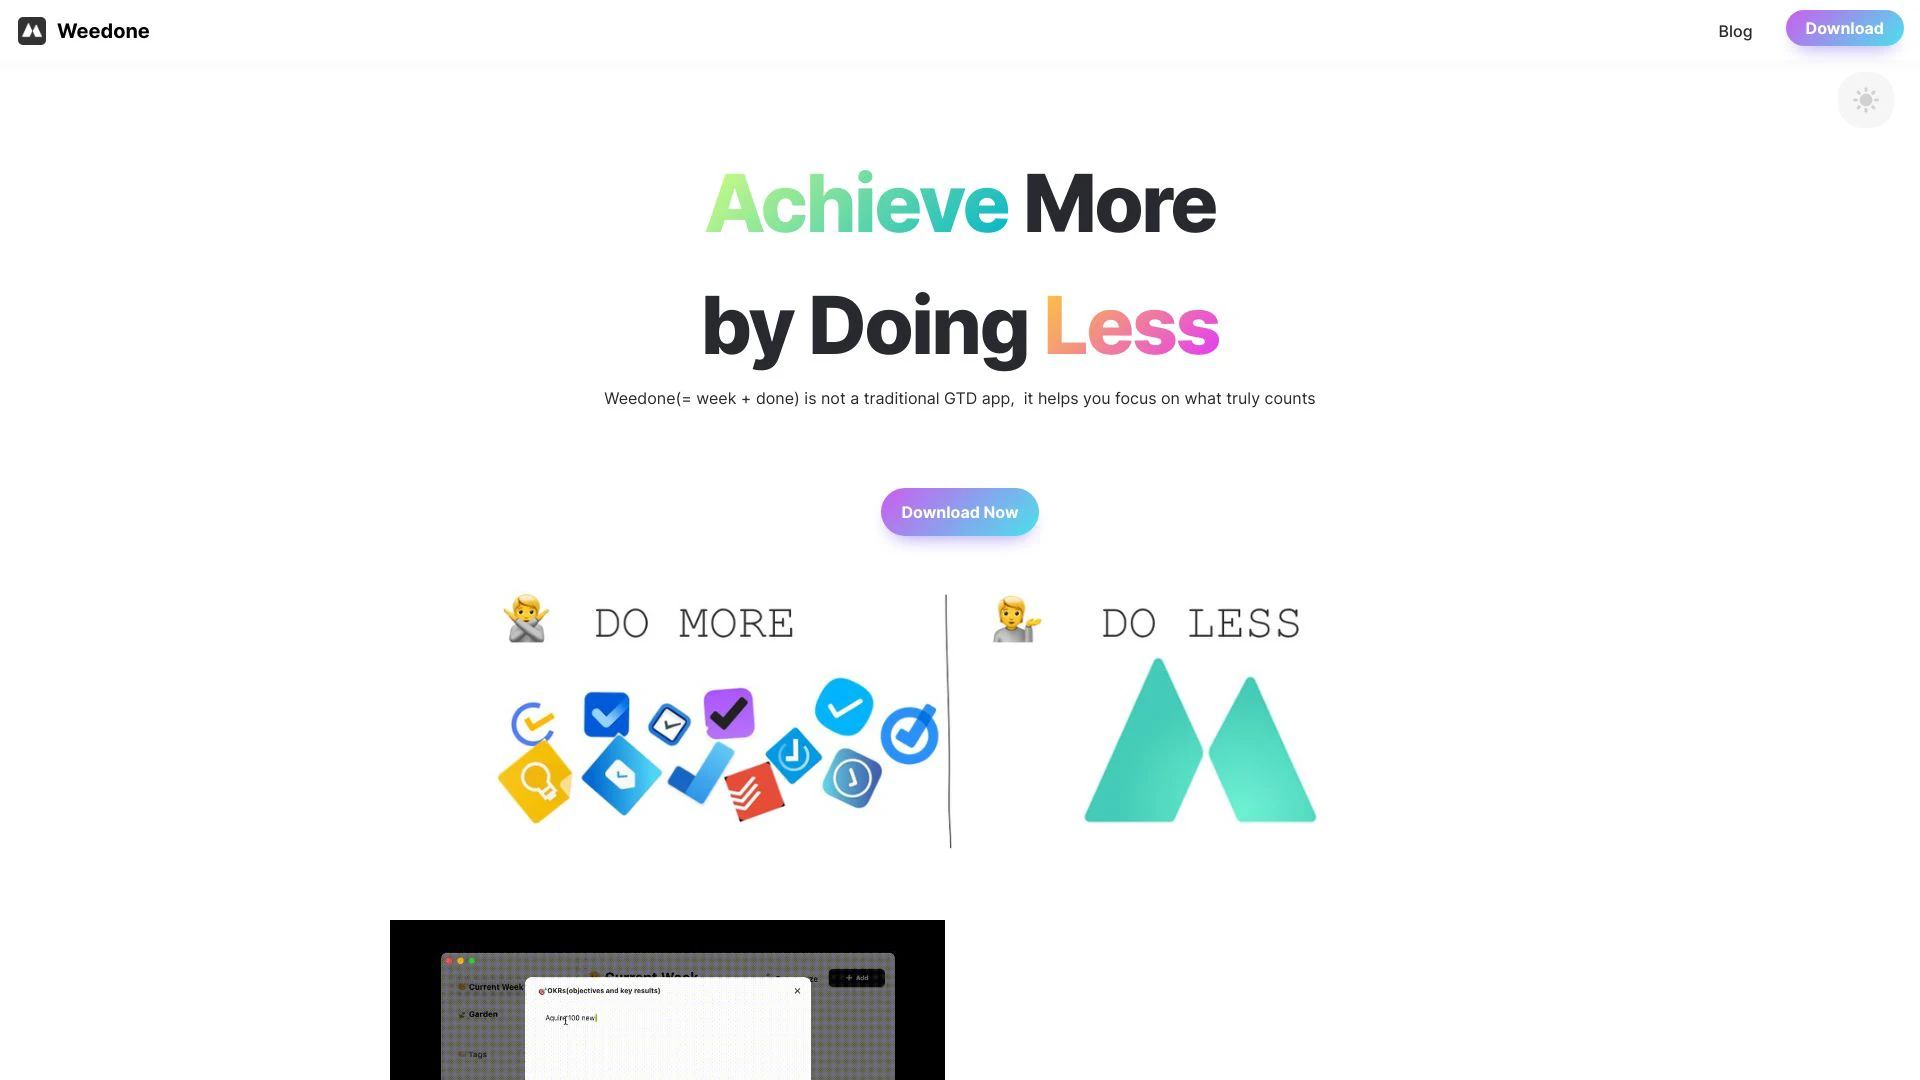 Weedone
Blog
Download
Achieve More
by Doing Less
Weedone(= week + done) is not a traditional GTD app, it helps you focus on what truly counts
Download Now
DO MORE
DO LESS
Current Week
+ Add
Current Week
OKRs(objectives and key results)
Garden
Aquire 100 new
Tags